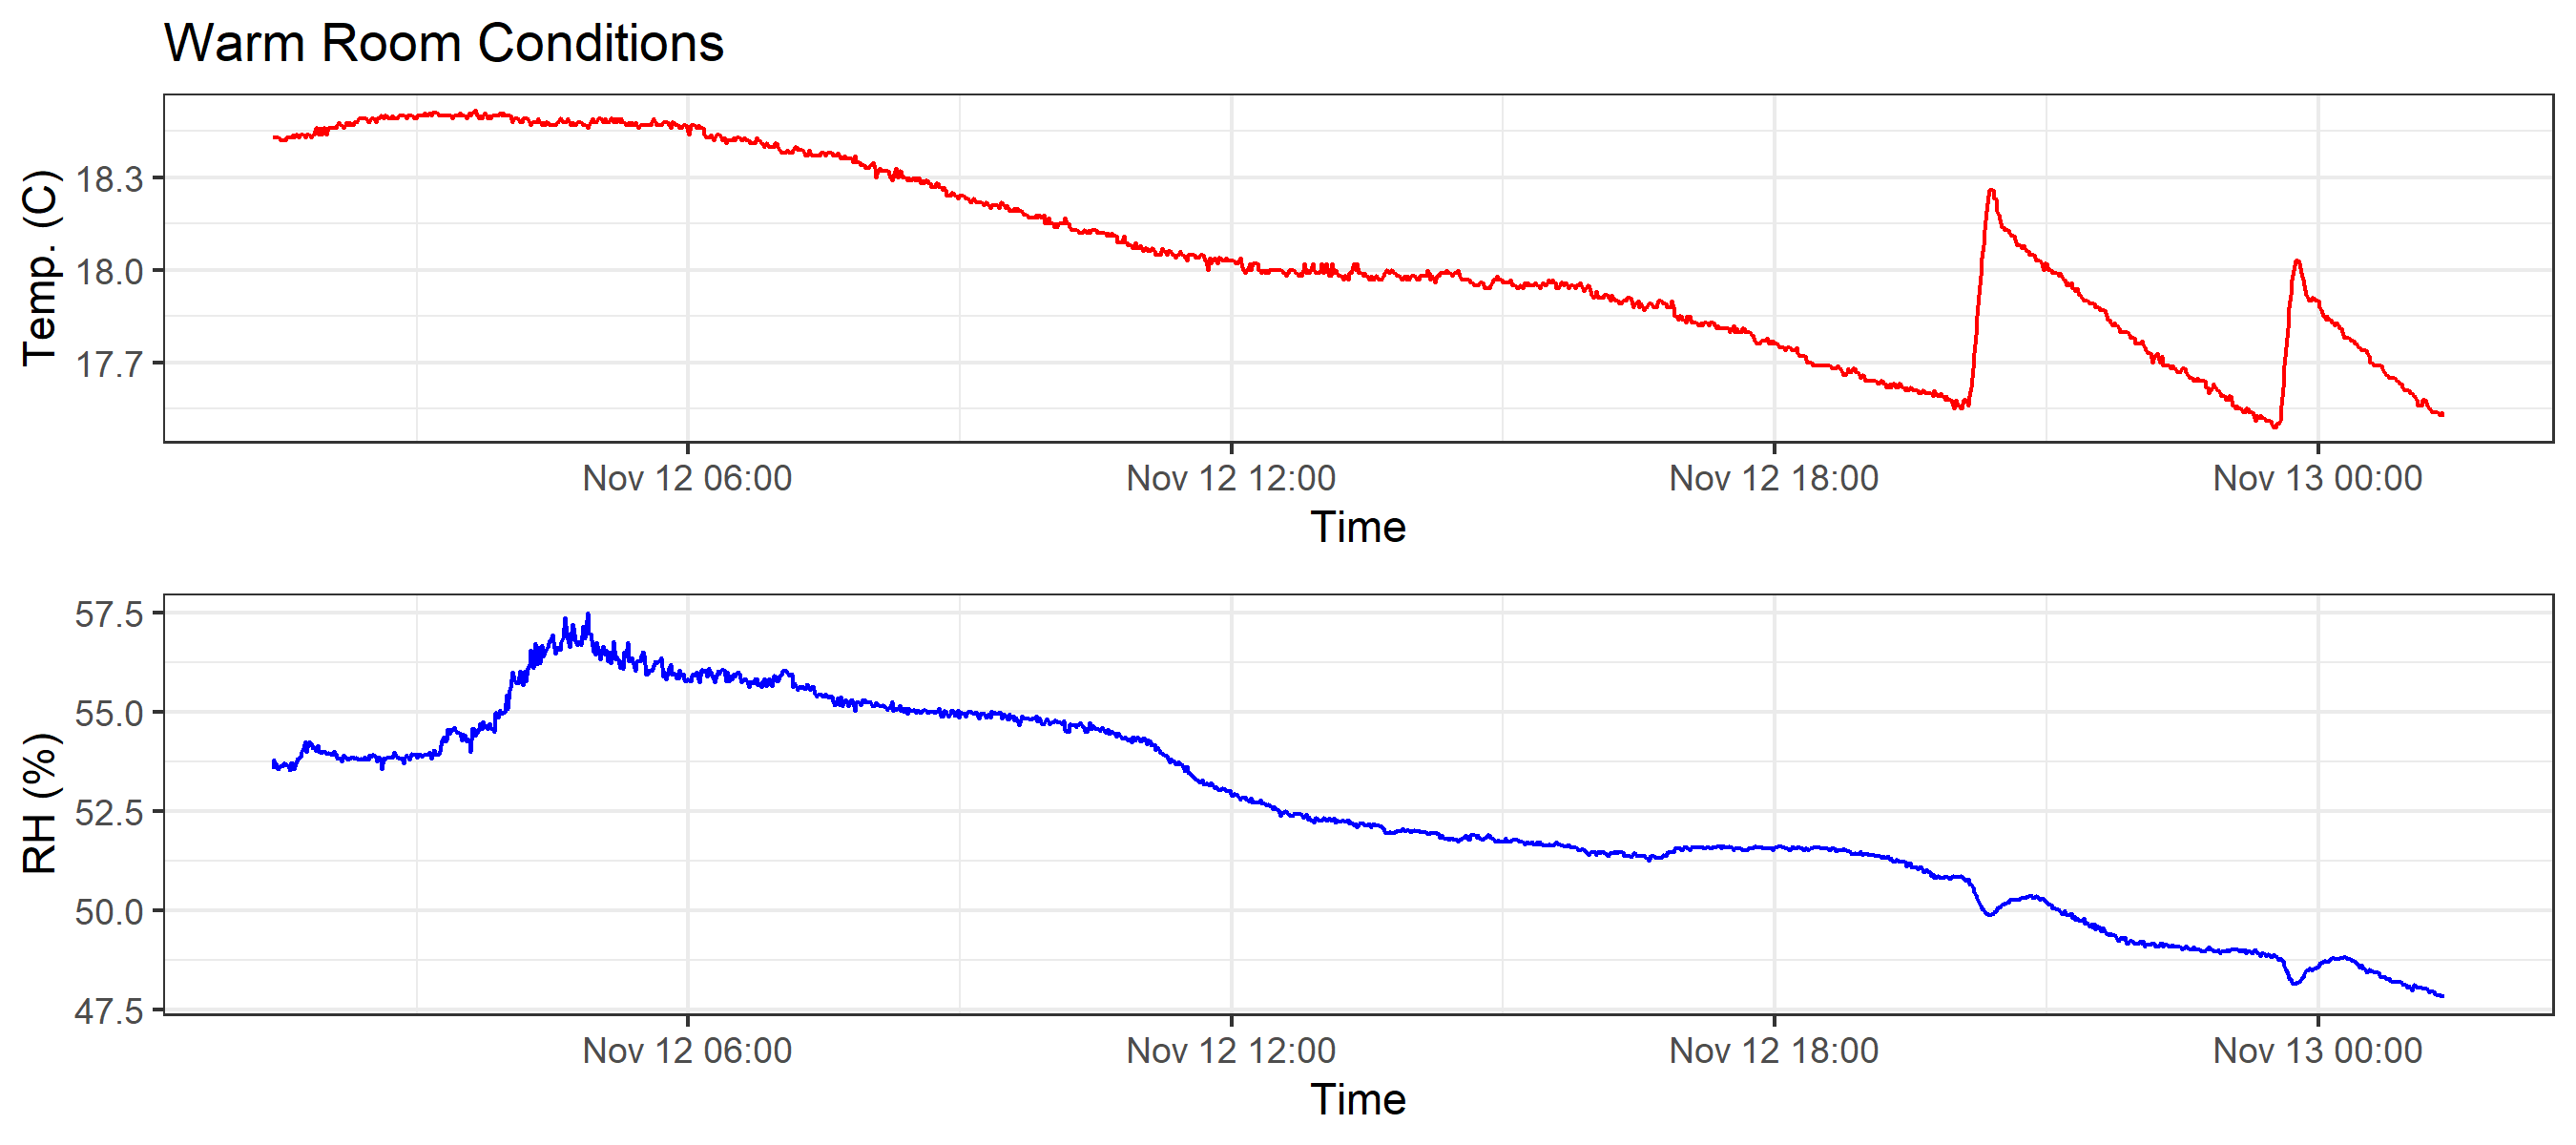 Warm Room Conditions
Temp. (C)
18.3
18.0
17.7
Nov 12 06:00 Nov 12 12:00 Nov 12 18:00 Nov 13 00:00
Time
RH (%)
57.5
55.0
52.5
50.0
47.5
Nov 12 06:00 Nov 12 12:00 Nov 12 18:00 Nov 13 00:00
Time